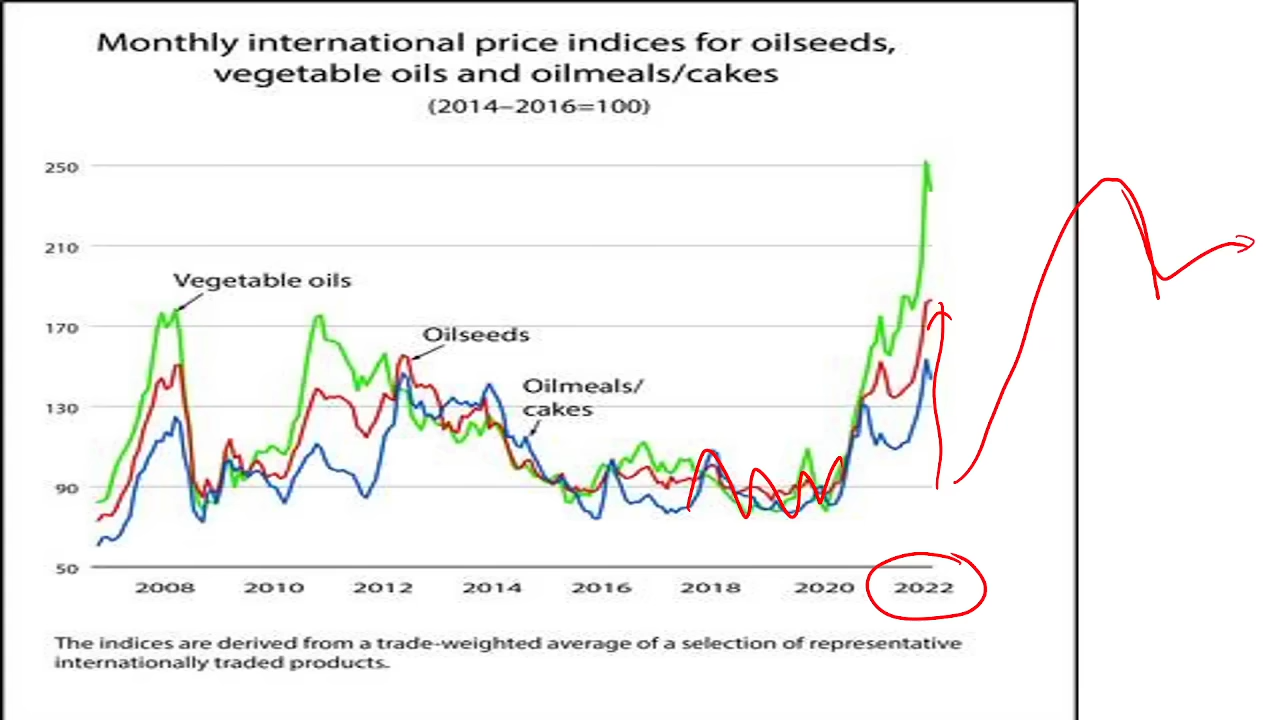 Monthly international price indices for oilseeds,
vegetable oils and oilmeals/cakes
(2014–2016=100)
250
210
Vegetable oils
170
Oilseeds
Oilmeals/
cakes
130
90
50
2008 2010 2012 2014 2016 2018 2020 2022
The indices are derived from a trade-weighted average of a selection of representative
internationally traded products.